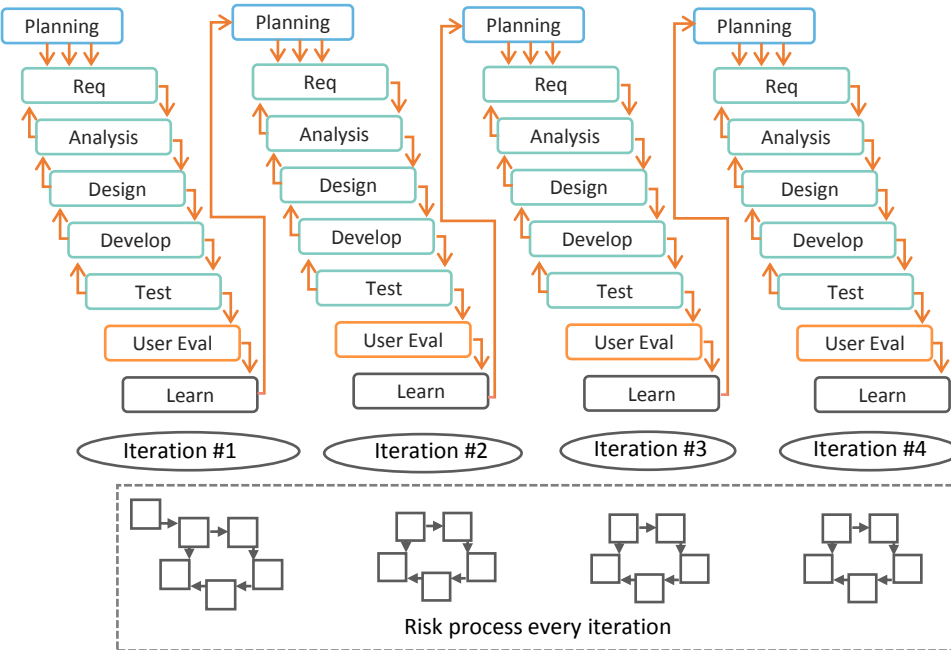 Planning
Req
Analysis
Design
Develop
Test
User Eval
Learn
Iteration #1
Planning
Req
Analysis
Design
Develop
Test
User Eval
Learn
Iteration #2
Planning
Req
Analysis
Design
Develop
Test
User Eval
Learn
Iteration #3
Planning
Req
Analysis
Design
Develop
Test
User Eval
Learn
Iteration #4
Risk process every iteration